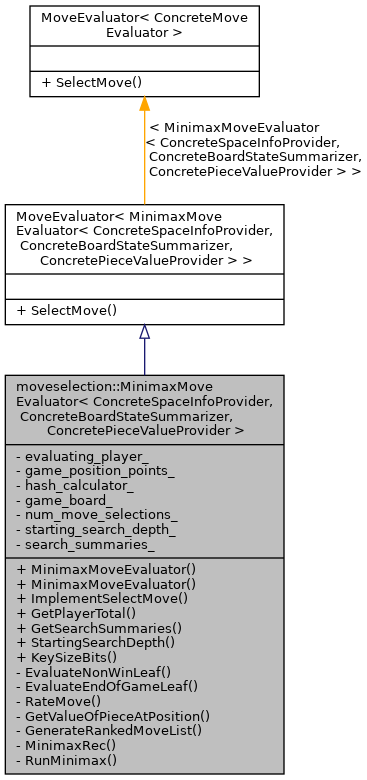 MoveEvaluator< ConcreteMove
Evaluator >
+ SelectMove()
< MinimaxMoveEvaluator
< ConcreteSpaceInfoProvider,
ConcreteBoardStateSummarizer,
ConcretePieceValueProvider > >
MoveEvaluator< MinimaxMove
Evaluator< ConcreteSpaceInfoProvider,
ConcreteBoardStateSummarizer,
ConcretePieceValueProvider > >
+ SelectMove()
moveselection::MinimaxMove
Evaluator< ConcreteSpaceInfoProvider,
ConcreteBoardStateSummarizer,
ConcretePieceValueProvider >
- evaluating_player_
- game_position_points_
- hash_calculator_
- game_board_
- num_move_selections_
- starting_search_depth_
- search_summaries_
+ MinimaxMoveEvaluator()
+ MinimaxMoveEvaluator()
+ ImplementSelectMove()
+ GetPlayerTotal()
+ GetSearchSummaries()
+ StartingSearchDepth()
+ KeySizeBits()
- EvaluateNonWinLeaf()
- EvaluateEndOfGameLeaf()
- RateMove()
- GetValueOfPieceAtPosition()
- GenerateRankedMoveList()
- MinimaxRec()
- RunMinimax()